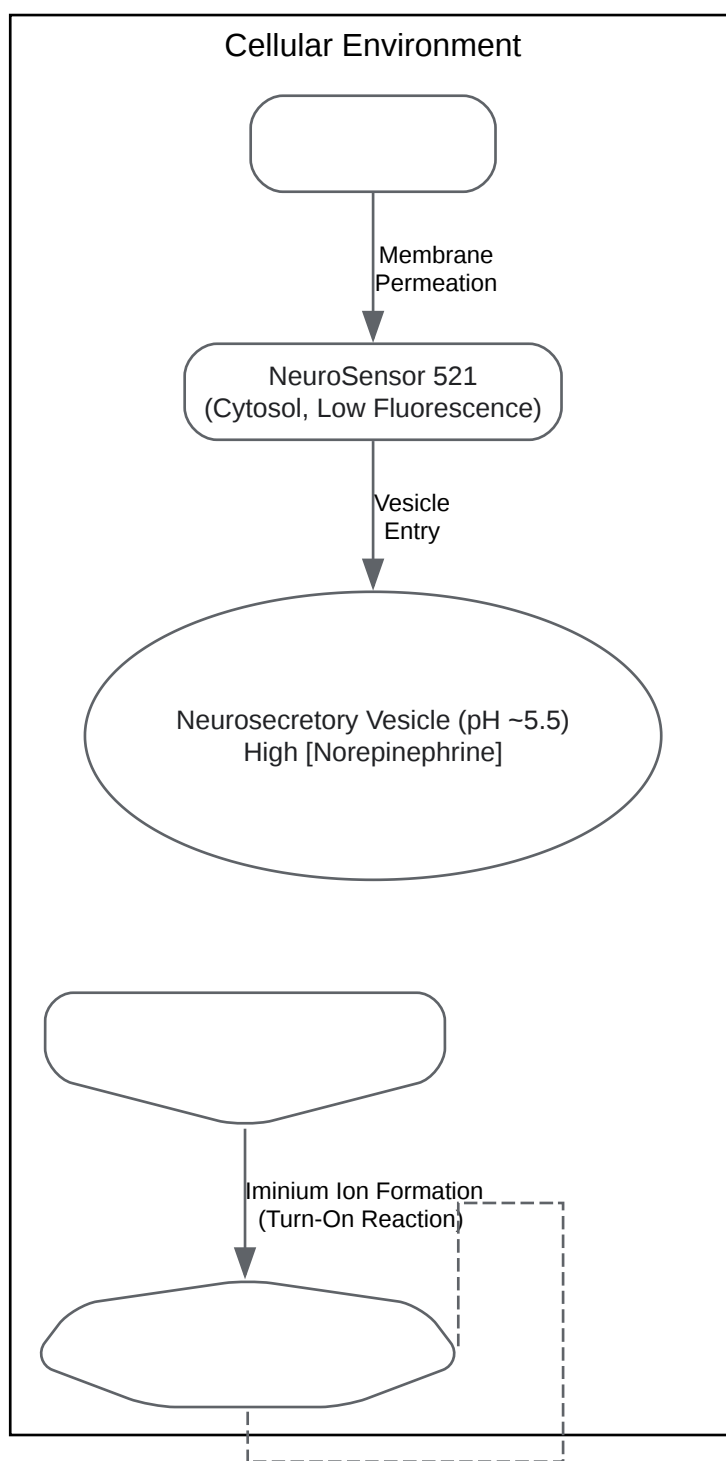 Cellular Environment
Membrane
Permeation
NeuroSensor 521
(Cytosol, Low Fluorescence)
Vesicle
Entry
Neurosecretory Vesicle (pH ~5.5)
High [Norepinephrine]
Iminium Ion Formation
(Turn-On Reaction)